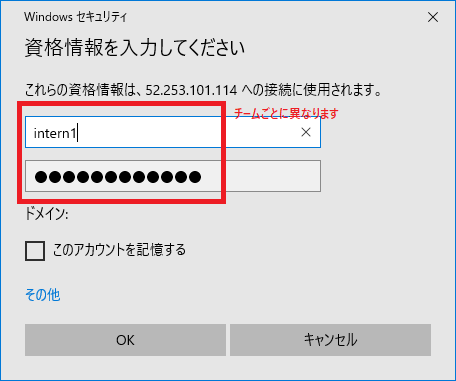 Windows セキュリティ
資格情報を入力してください
これらの資格情報は、52.253.101.114 への接続に使用されます。
チームごとに異なります
intern1
●●●●●●●●●●●●
ドメイン:
このアカウントを記憶する
その他
OK
キャンセル